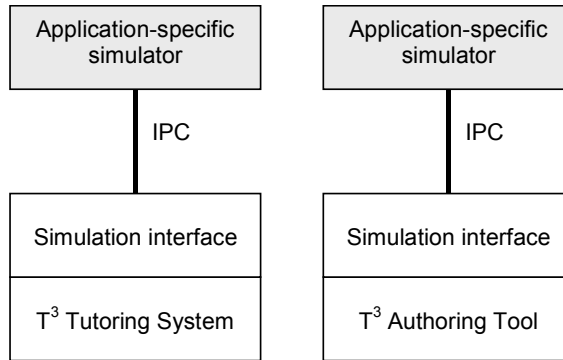 Application-specific
simulator
IPC
Simulation interface
T³ Tutoring System
Application-specific
simulator
IPC
Simulation interface
T³ Authoring Tool